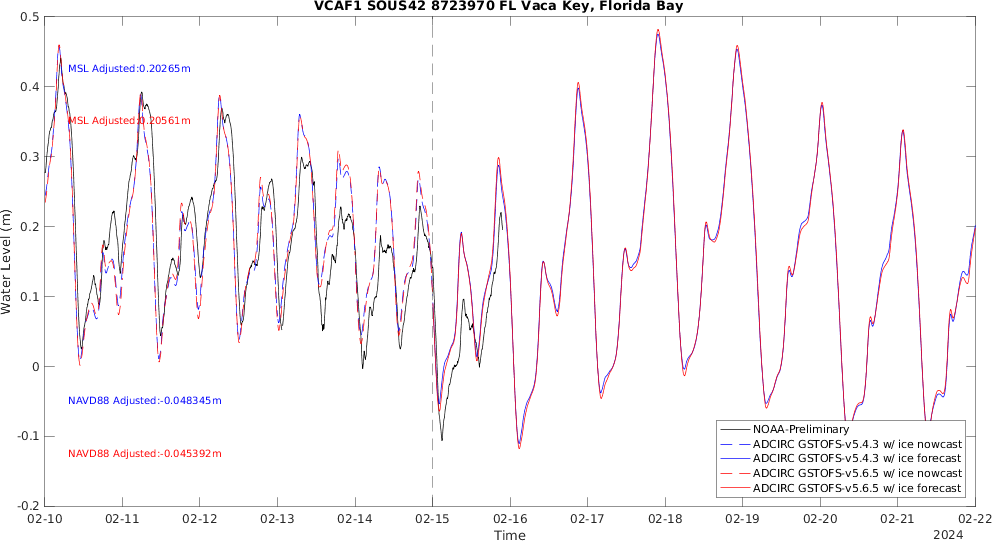 VCAF1 SOUS42 8723970 FL Vaca Key, Florida Bay
0.5
0.4
0.3
0.2
0.1
0
-0.1
-0.2
Water Level (m)
MSL Adjusted:0.20265m
MSL Adjusted:0.20561m
NAVD88 Adjusted:-0.048345m
NAVD88 Adjusted:-0.045392m
NOAA-Preliminary
ADCIRC GSTOFS-v5.4.3 w/ ice nowcast
ADCIRC GSTOFS-v5.4.3 w/ ice forecast
ADCIRC GSTOFS-v5.6.5 w/ ice nowcast
ADCIRC GSTOFS-v5.6.5 w/ ice forecast
02-10 02-11 02-12 02-13 02-14 02-15 02-16 02-17 02-18 02-19 02-20 02-21 02-22
Time
2024